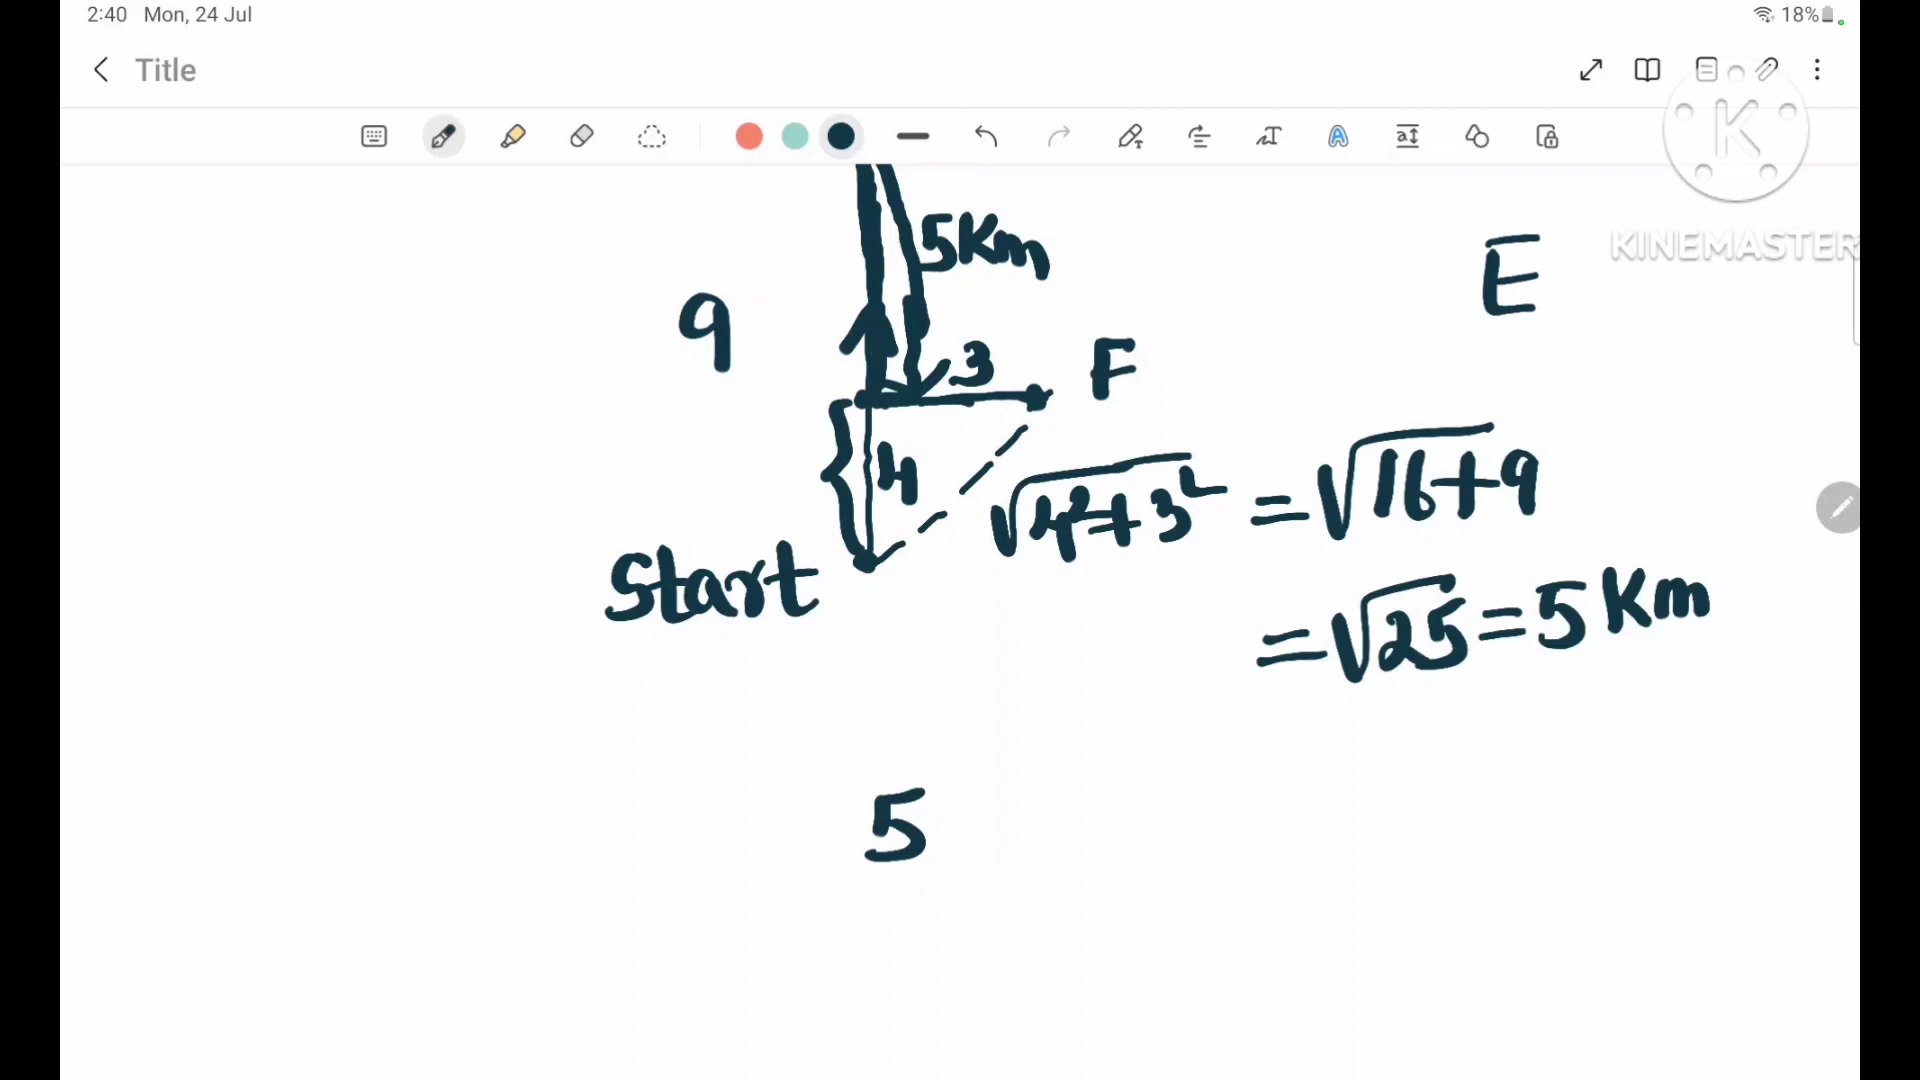 2:40 Mon, 24 Jul
18%
Title
K
KINEMASTER
5Km
E
9
3
F
4
√4²+3² = √16+9
Start
= √25 = 5 Km
5